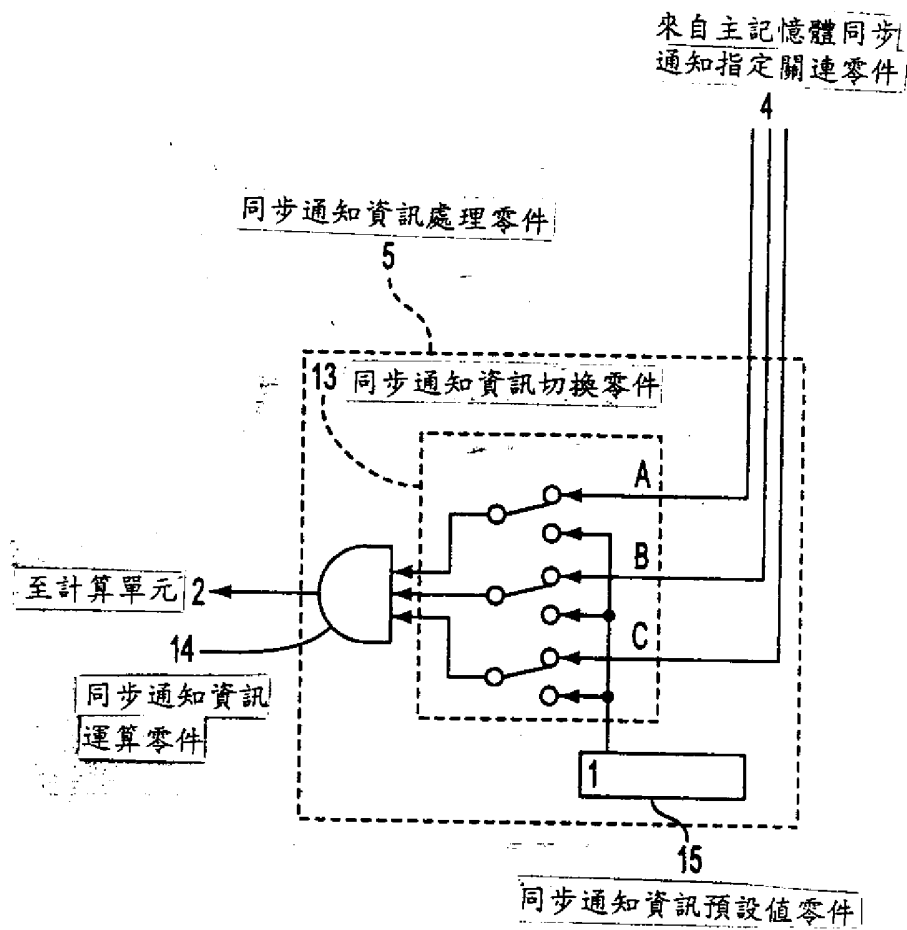 來自主記憶體同步
通知指定關連零件
4
同步通知資訊處理零件
5
13 同步通知資訊切換零件
A
B
至計算單元 2
C
14
同步通知資訊
運算零件
1
15
同步通知資訊預設值零件